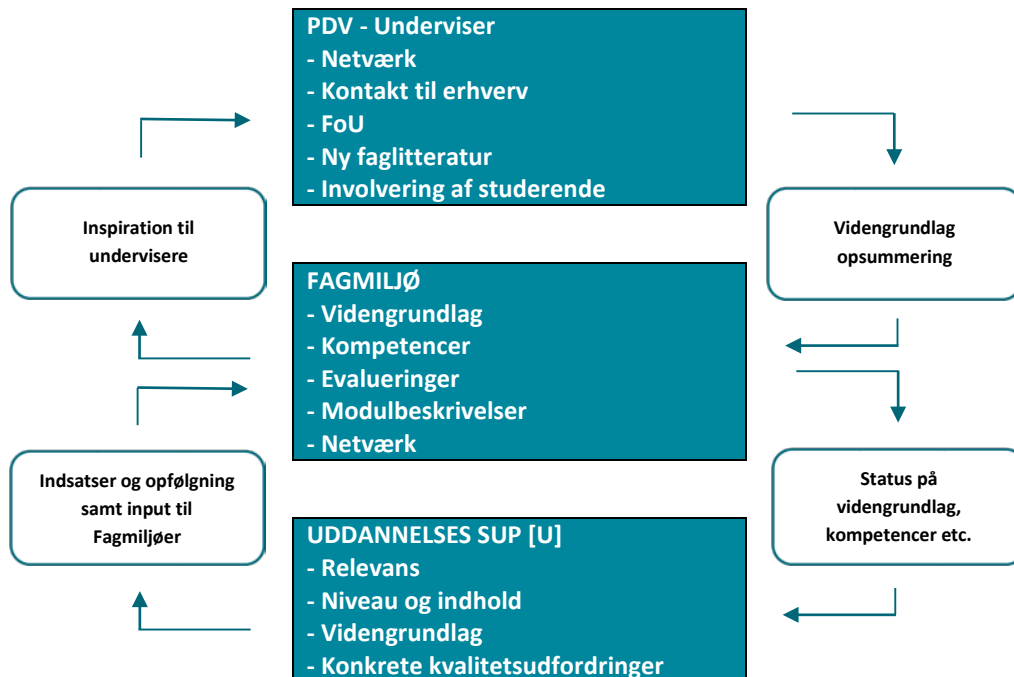 PDV - Underviser
- Netværk
- Kontakt til erhverv
- FoU
- Ny faglitteratur
- Involvering af studerende
Inspiration til
undervisere
Videngrundlag
opsummering
FAGMILJØ
- Videngrundlag
- Kompetencer
- Evalueringer
- Modulbeskrivelser
- Netværk
Indsatser og opfølgning
samt input til
Fagmiljøer
Status på
videngrundlag,
kompetencer etc.
UDDANNELSES SUP [U]
- Relevans
- Niveau og indhold
- Videngrundlag
- Konkrete kvalitetsudfordringer